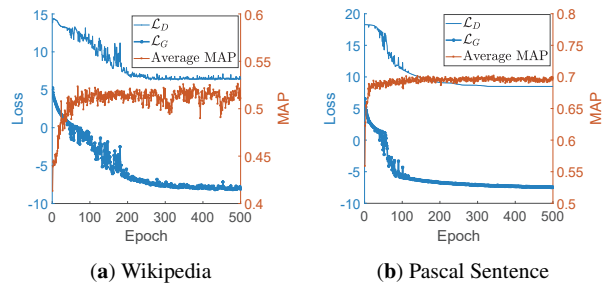 15
10
5
0
-5
-10
Loss
0 100 200 300 400 500
Epoch
0.6
0.55
0.5
0.45
0.4
MAP
L_D
L_G
Average MAP
(a) Wikipedia
20
15
10
5
0
-5
-10
Loss
0 100 200 300 400 500
Epoch
0.8
0.75
0.7
0.65
0.6
0.55
0.5
MAP
L_D
L_G
Average MAP
(b) Pascal Sentence